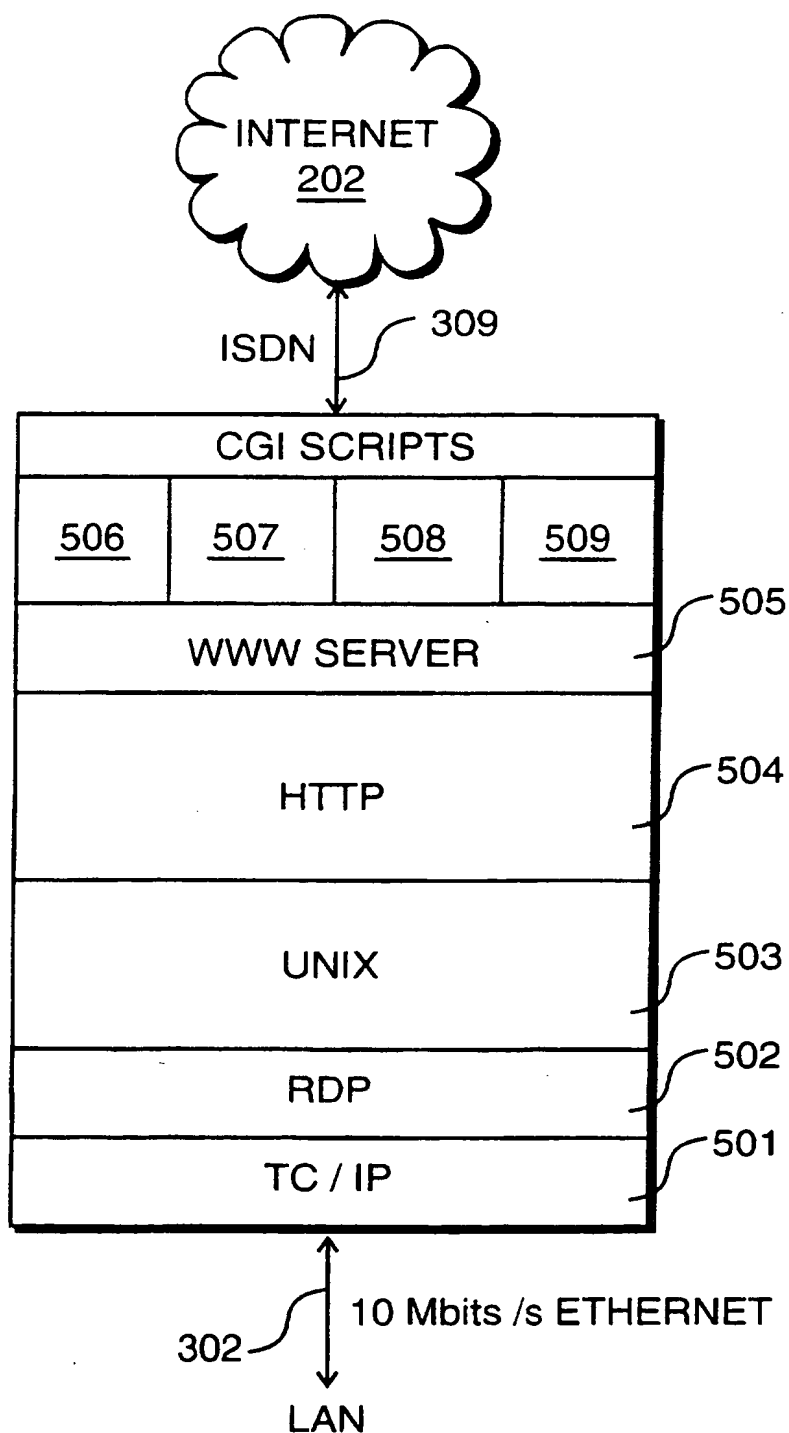 INTERNET
202
ISDN
309
CGI SCRIPTS
506 507 508 509
505
WWW SERVER
504
HTTP
503
UNIX
502
RDP
501
TC / IP
302
10 Mbits /s ETHERNET
LAN